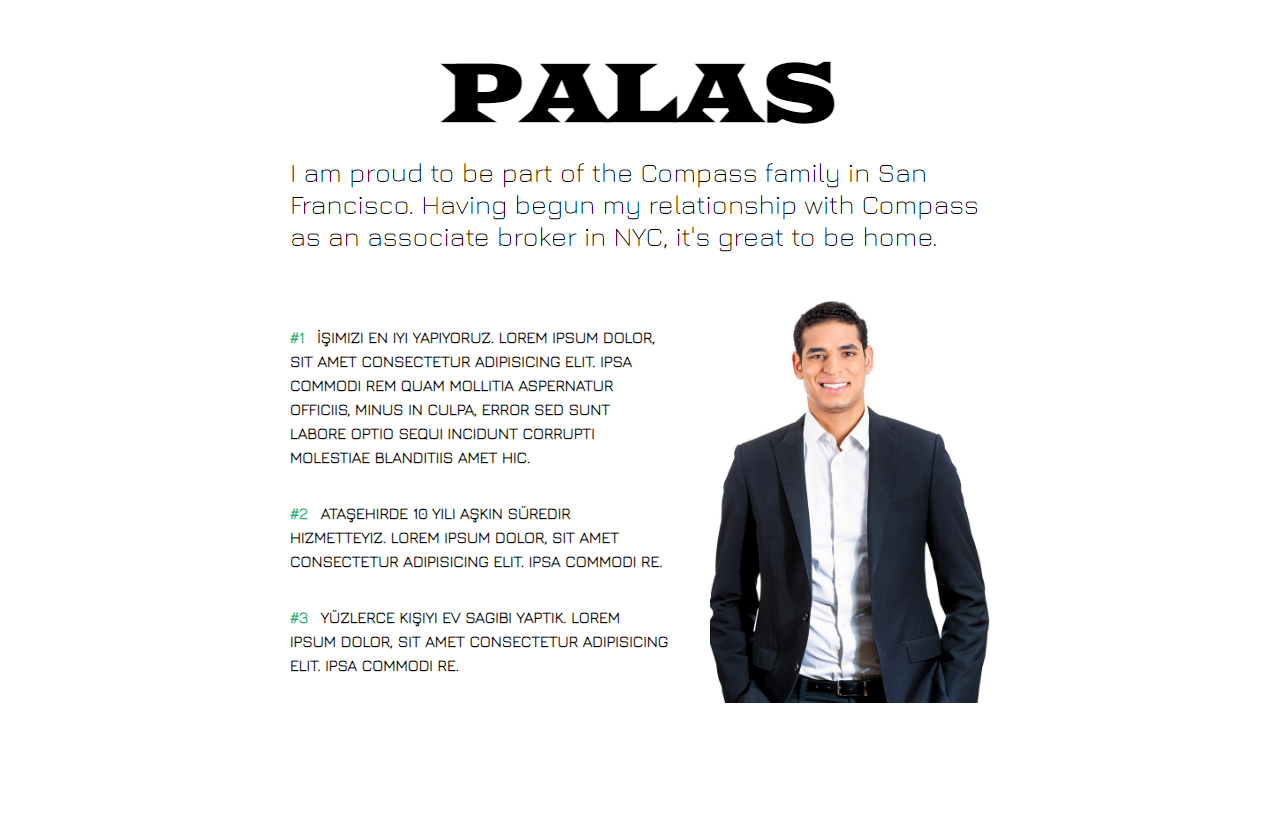 PALAS
I am proud to be part of the Compass family in San
Francisco. Having begun my relationship with Compass
as an associate broker in NYC, it's great to be home.
#1 İŞIMIZI EN IYI YAPIYORUZ. LOREM IPSUM DOLOR,
SIT AMET CONSECTETUR ADIPISICING ELIT. IPSA
COMMODI REM QUAM MOLLITIA ASPERNATUR
OFFICIIS, MINUS IN CULPA, ERROR SED SUNT
LABORE OPTIO SEQUI INCIDUNT CORRUPTI
MOLESTIAE BLANDITIIS AMET HIC.
#2 ATAŞEHIRDE 10 YILI AŞKIN SÜREDIR
HIZMETTEYIZ. LOREM IPSUM DOLOR, SIT AMET
CONSECTETUR ADIPISICING ELIT. IPSA COMMODI RE.
#3 YÜZLERCE KIŞIYI EV SAGIBI YAPTIK. LOREM
IPSUM DOLOR, SIT AMET CONSECTETUR ADIPISICING
ELIT. IPSA COMMODI RE.